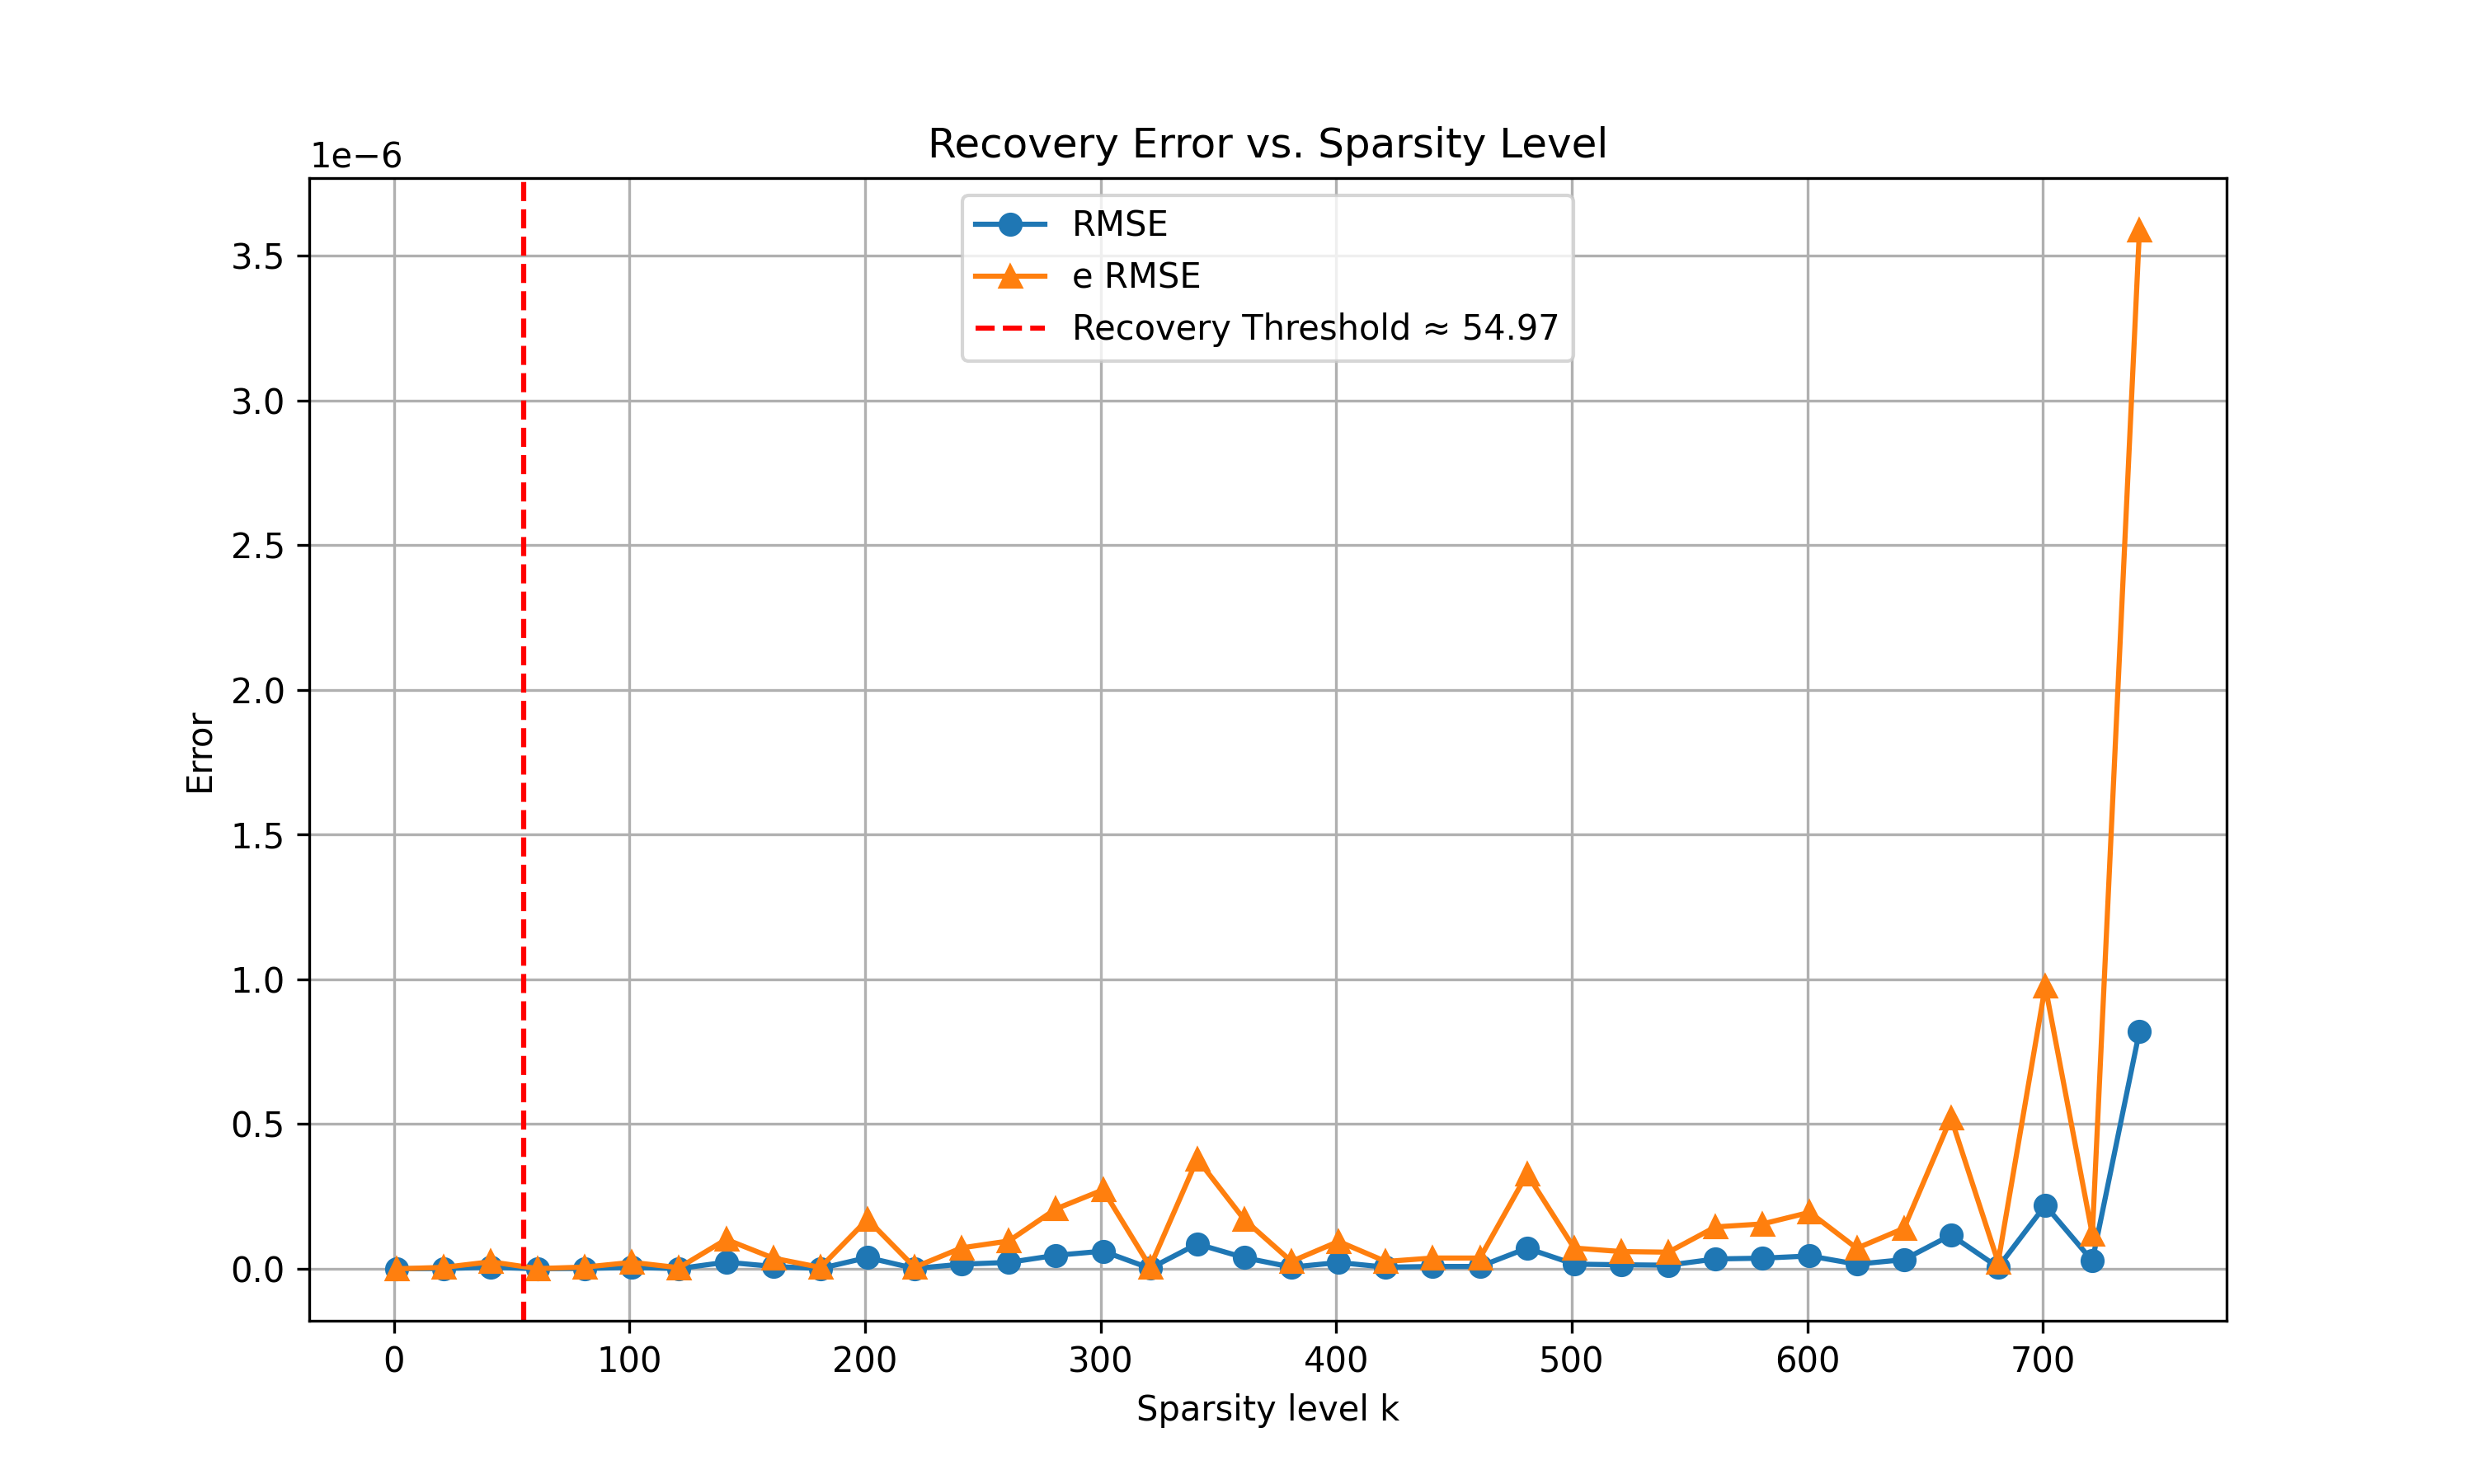 Recovery Error vs. Sparsity Level
1e−6
RMSE
e RMSE
Recovery Threshold ≈ 54.97
3.5
3.0
2.5
2.0
1.5
1.0
0.5
0.0
Error
0 100 200 300 400 500 600 700
Sparsity level k